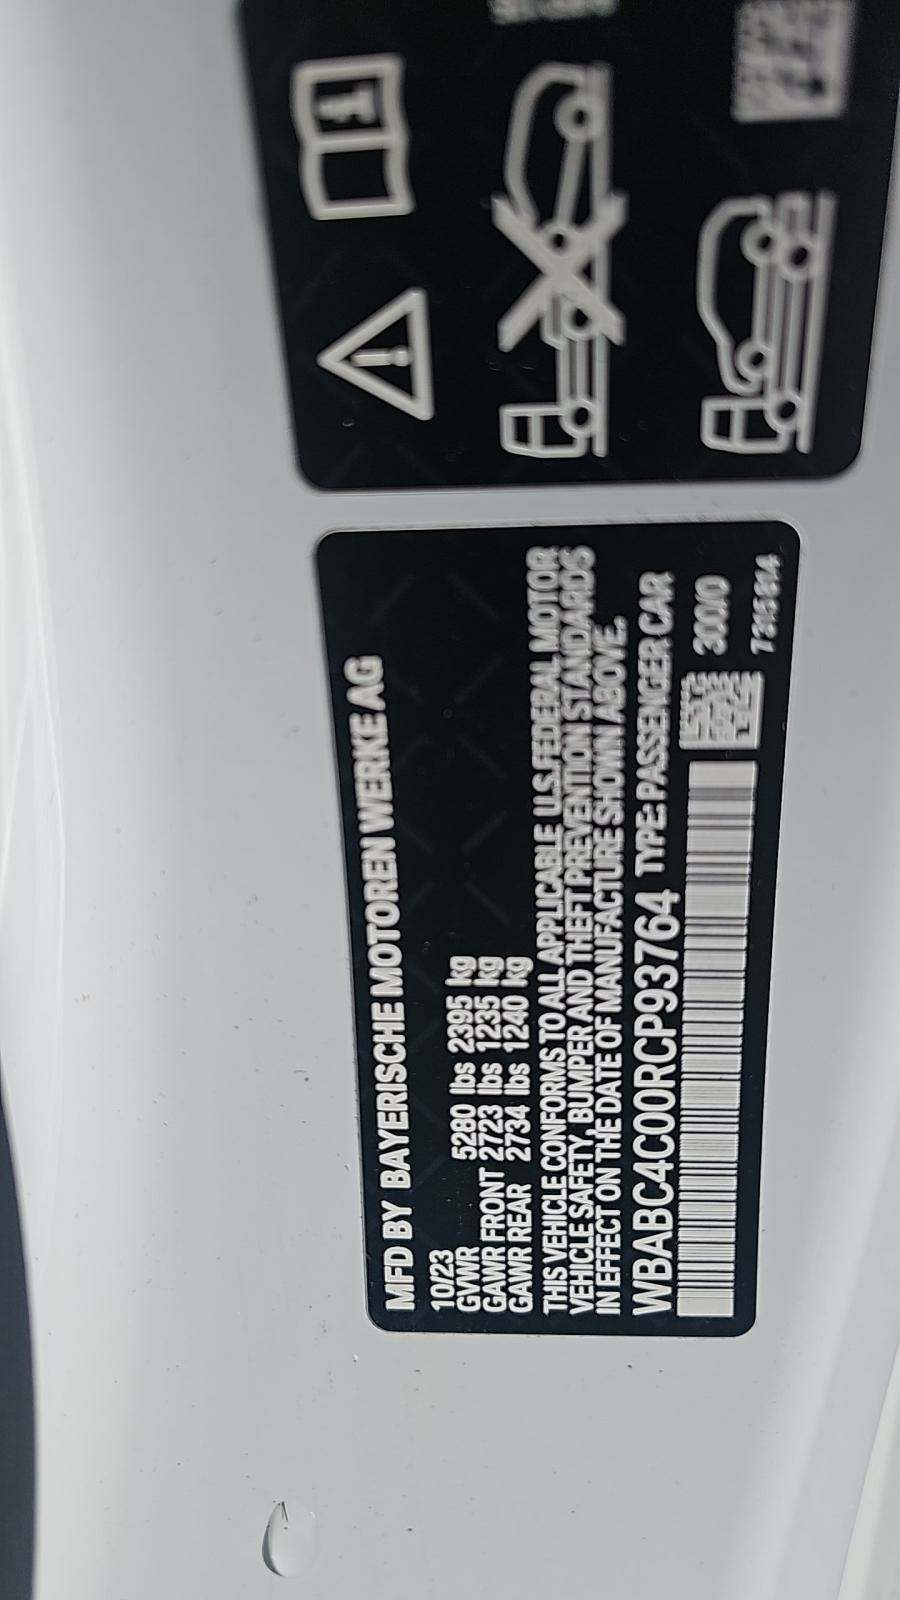 MFD BY BAYERISCHE MOTOREN WERKE AG
10/23
GVWR 5280 lbs 2395 kg
GAWR FRONT 2723 lbs 1235 kg
GAWR REAR 2734 lbs 1240 kg
THIS VEHICLE CONFORMS TO ALL APPLICABLE U.S.FEDERAL MOTOR
VEHICLE SAFETY, BUMPER AND THEFT PREVENTION STANDARDS
IN EFFECT ON THE DATE OF MANUFACTURE SHOWN ABOVE.
WBABC4C00RCP93764 TYPE: PASSENGER CAR
300/0